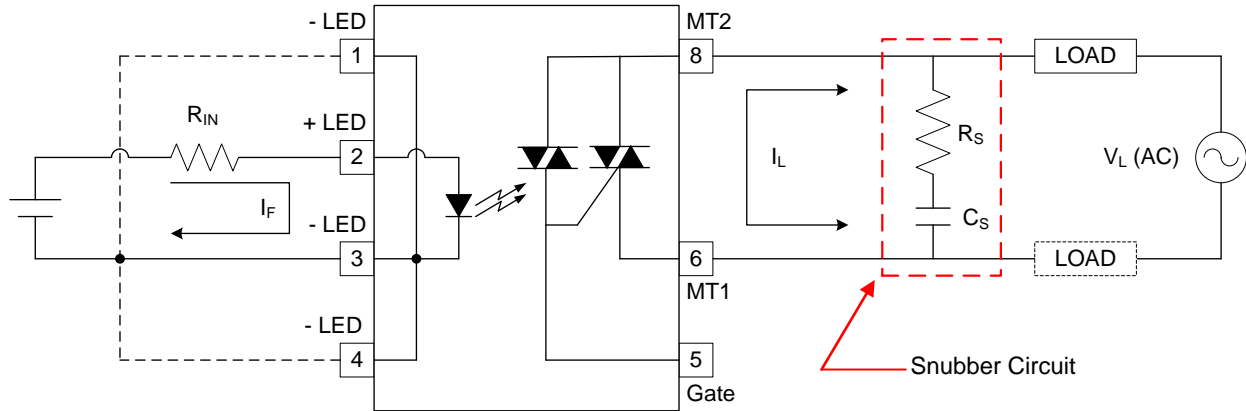 - LED
MT2
1
8
LOAD
R_IN
+ LED
2
R_S
I_L
V_L (AC)
I_F
- LED
C_S
3
6
LOAD
MT1
- LED
4
5
Snubber Circuit
Gate